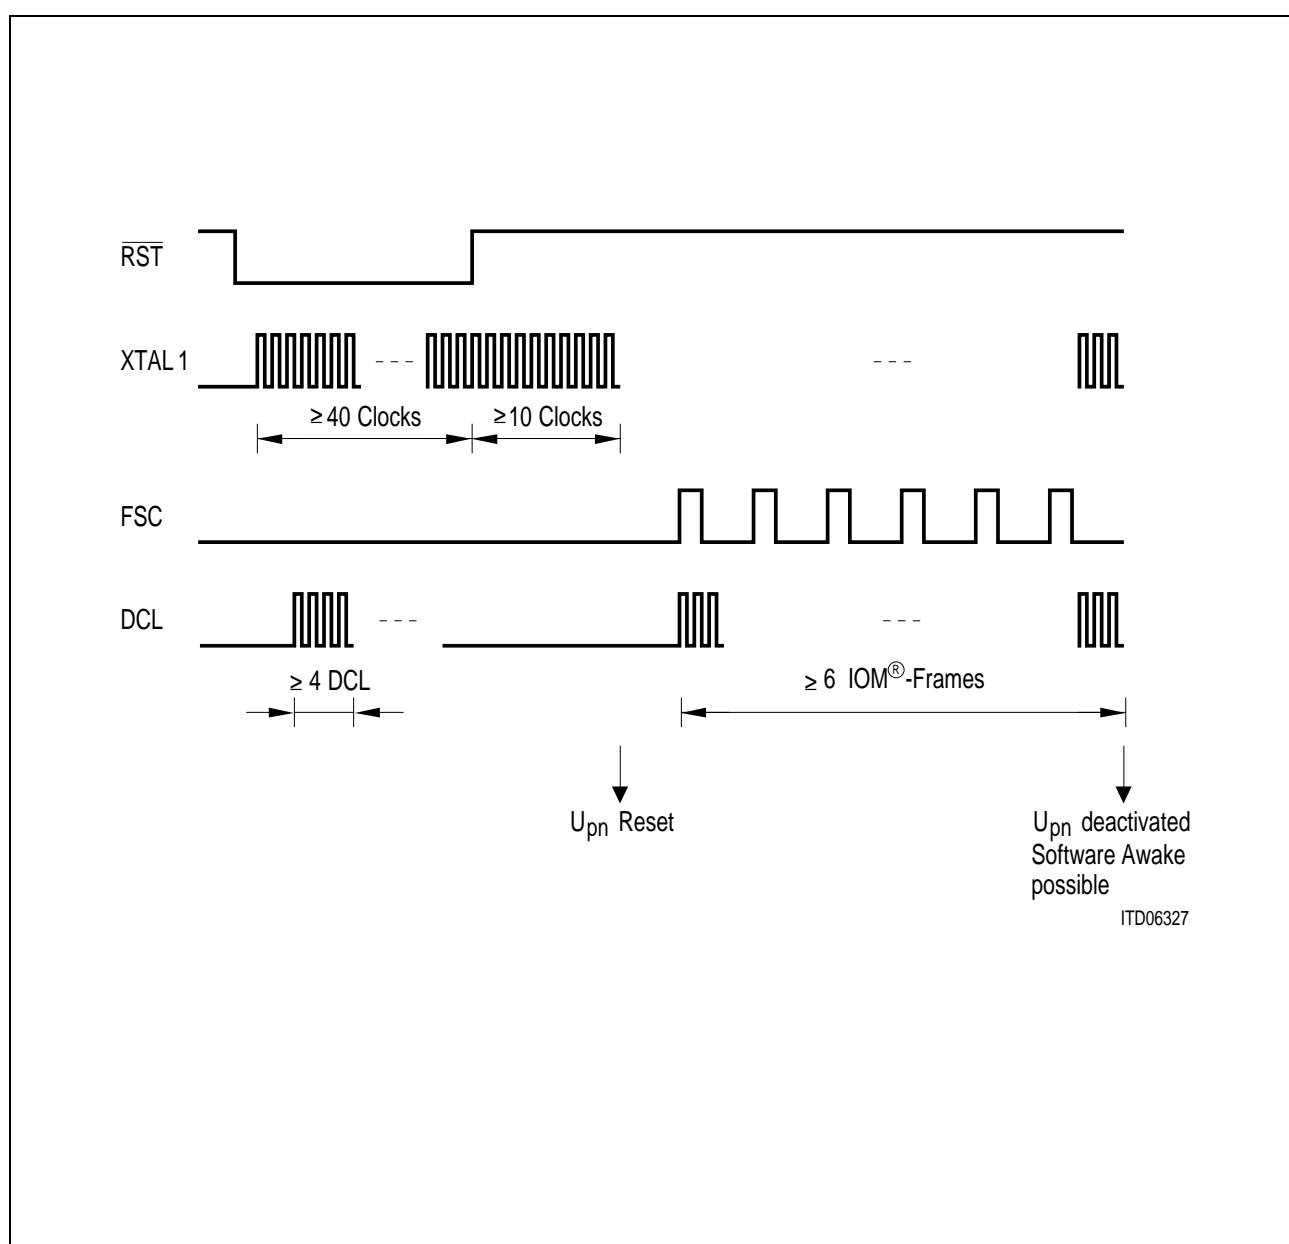 RST
XTAL 1
≥ 40 Clocks
≥ 10 Clocks
FSC
DCL
≥ 4 DCL
≥ 6 IOM®-Frames
Upn Reset
Upn deactivated
Software Awake
possible
ITD06327